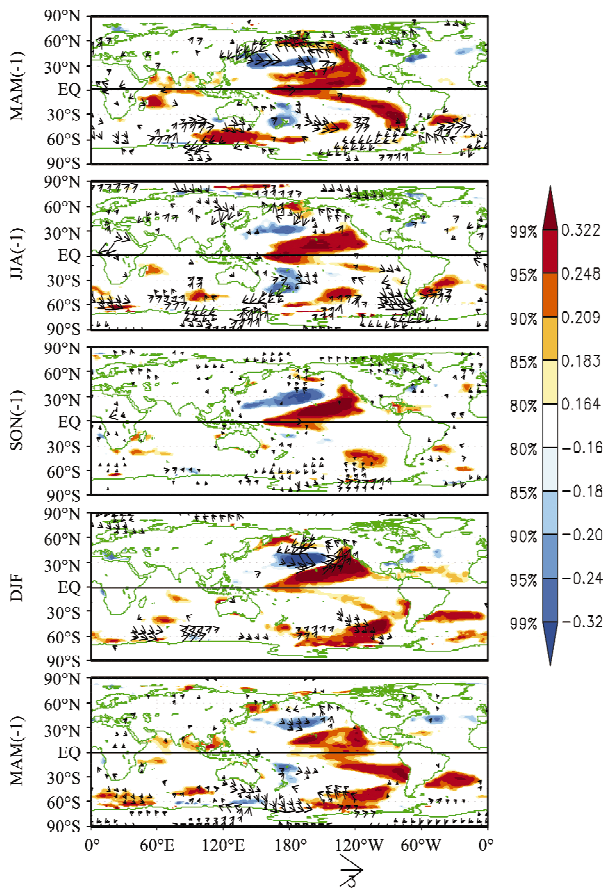 90°N
60°N
30°N
EQ
30°S
60°S
90°S
MAM(-1)
90°N
60°N
30°N
EQ
30°S
60°S
90°S
JJA(-1)
90°N
60°N
30°N
EQ
30°S
60°S
90°S
SON(-1)
90°N
60°N
30°N
EQ
30°S
60°S
90°S
DJF
90°N
60°N
30°N
EQ
30°S
60°S
90°S
MAM(-1)
0°
60°E
120°E
180°
120°W
60°W
0°
3
99% 0.322
95% 0.248
90% 0.209
85% 0.183
80% 0.164
80% -0.16
85% -0.18
90% -0.20
95% -0.24
99% -0.32